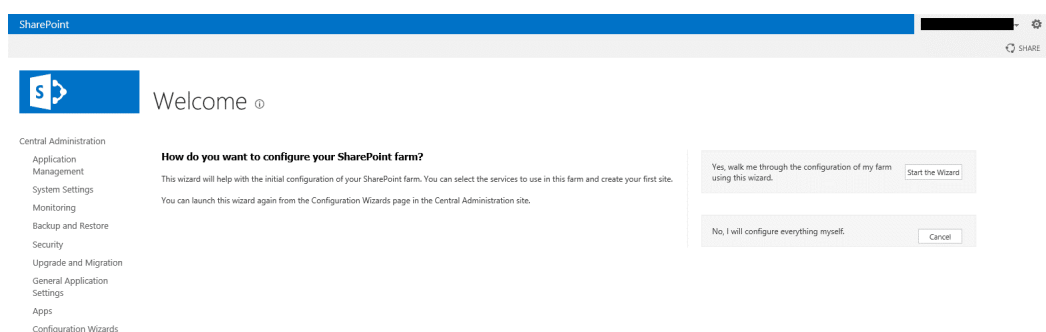 SharePoint
SHARE
S
Welcome
Central Administration
Application
Management
System Settings
Monitoring
Backup and Restore
Security
Upgrade and Migration
General Application
Settings
Apps
Configuration Wizards
How do you want to configure your SharePoint farm?
This wizard will help with the initial configuration of your SharePoint farm. You can select the services to use in this farm and create your first site.
You can launch this wizard again from the Configuration Wizards page in the Central Administration site.
Yes, walk me through the configuration of my farm
using this wizard.
Start the Wizard
No, I will configure everything myself.
Cancel